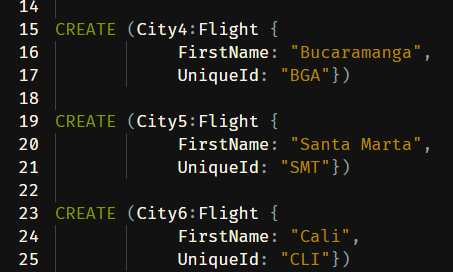 14
15 CREATE (City4:Flight {
16 FirstName: "Bucaramanga",
17 UniqueId: "BGA"})
18
19 CREATE (City5:Flight {
20 FirstName: "Santa Marta",
21 UniqueId: "SMT"})
22
23 CREATE (City6:Flight {
24 FirstName: "Cali",
25 UniqueId: "CLI"})